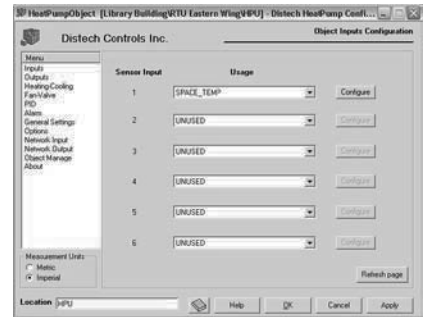 HeatPumpObject [Library Building\RTU Eastern Wing\HPU] - Distech HeatPump Confi...
Distech Controls Inc.
Object Inputs Configuration
Menu
Inputs
Outputs
Heating-Cooling
Fan-Valve
PID
Alarm
General Settings
Options
Network Input
Network Output
Object Manage
About
Sensor Input Usage
1 SPACE_TEMP Configure
2 UNUSED Configure
3 UNUSED Configure
4 UNUSED Configure
5 UNUSED Configure
6 UNUSED Configure
Measurement Units
Metric
Imperial
Refresh page
Location HPU Help OK Cancel Apply